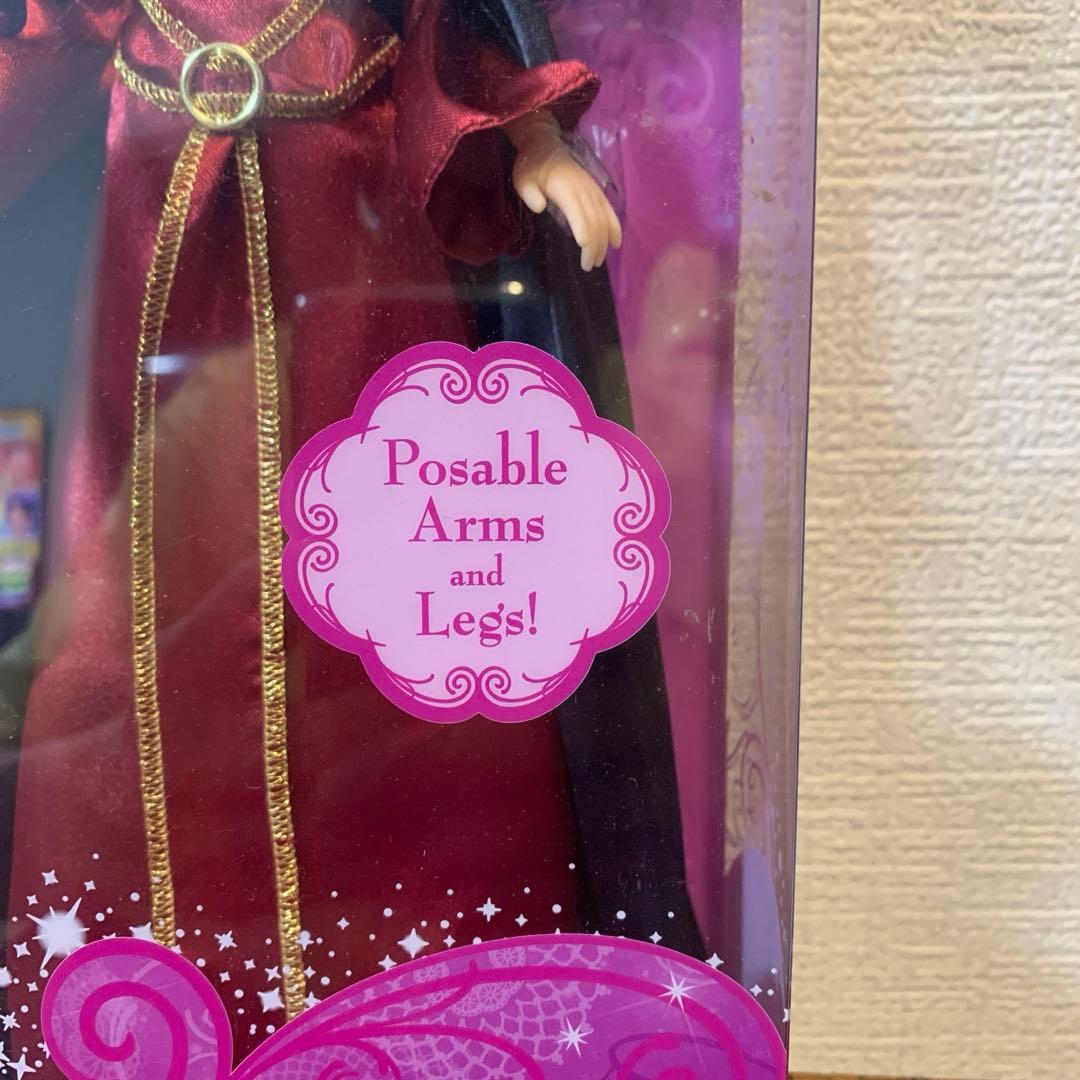 Posable
Arms
and
Legs!